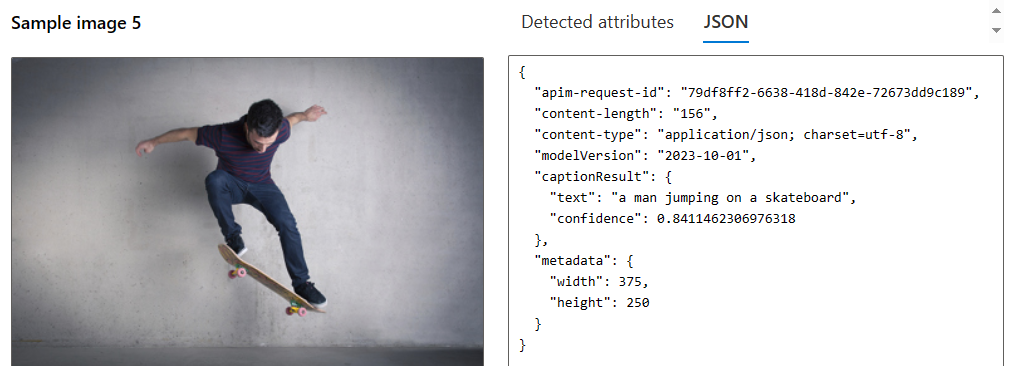 Sample image 5
Detected attributes
JSON
{
"apim-request-id": "79df8ff2-6638-418d-842e-72673dd9c189",
"content-length": "156",
"content-type": "application/json; charset=utf-8",
"modelVersion": "2023-10-01",
"captionResult": {
"text": "a man jumping on a skateboard",
"confidence": 0.8411462306976318
},
"metadata": {
"width": 375,
"height": 250
}
}